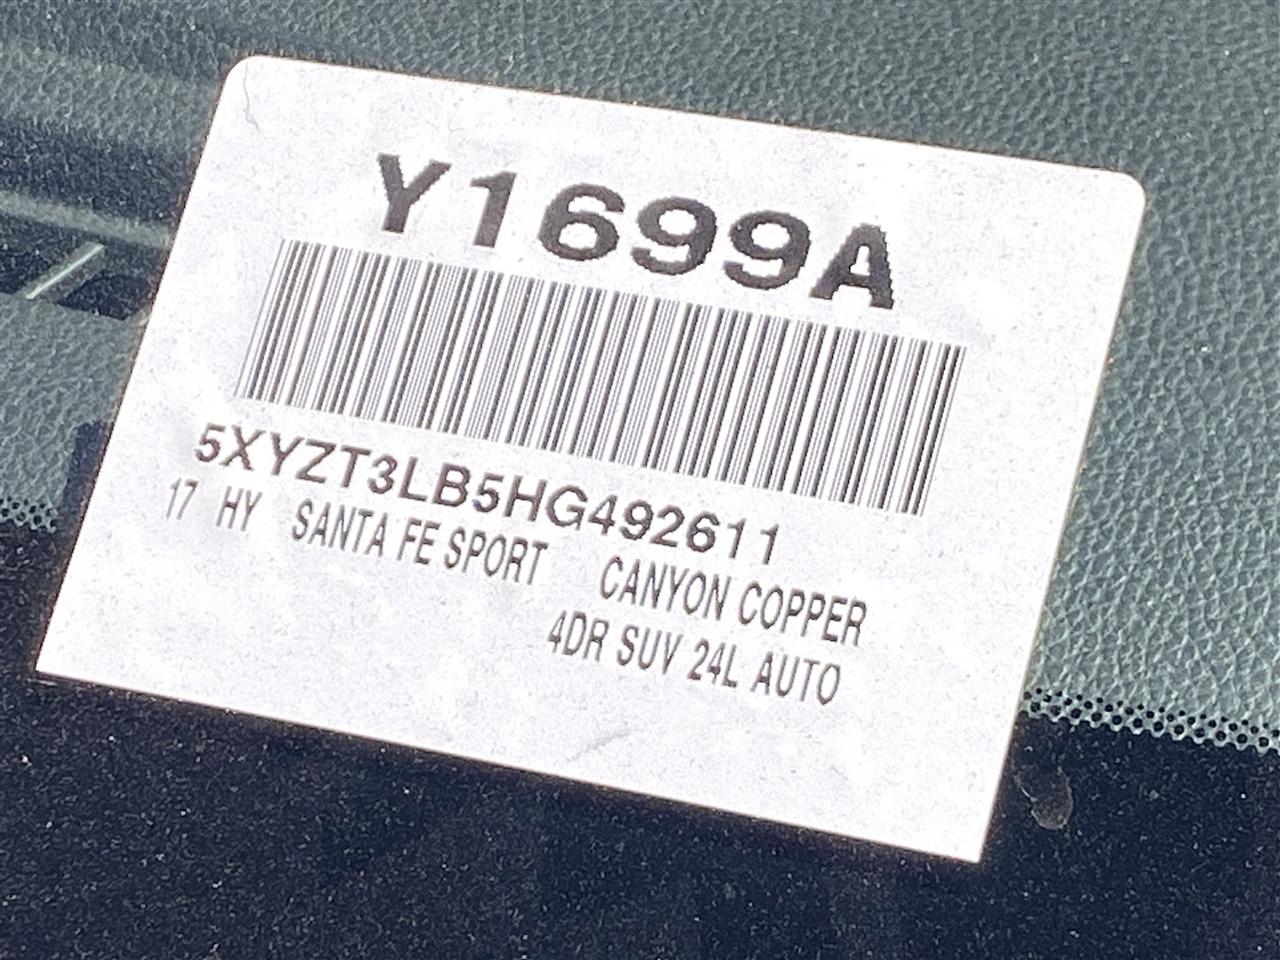 Y1699A
5XYZT3LB5HG492611
17 HY SANTA FE SPORT CANYON COPPER
4DR SUV 24L AUTO